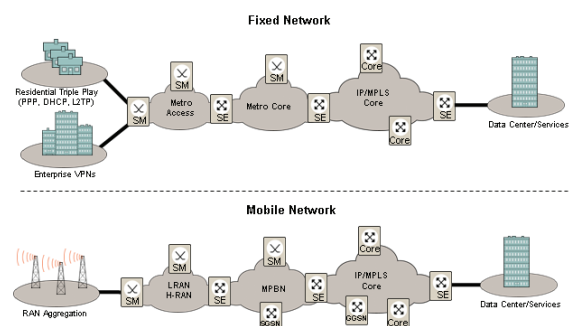 Fixed Network
Core
SM
SM
Residential Triple Play
(PPP, DHCP, L2TP)
SM
Metro
Access
SE
Metro Core
SE
IP/MPLS
Core
SE
Core
Data Center/Services
Enterprise VPNs
Mobile Network
Core
SM
SM
RAN Aggregation
SM
LRAN
H-RAN
SE
MPBN
SE
IP/MPLS
Core
SE
GGSN
GGSN
Core
Data Center/Services